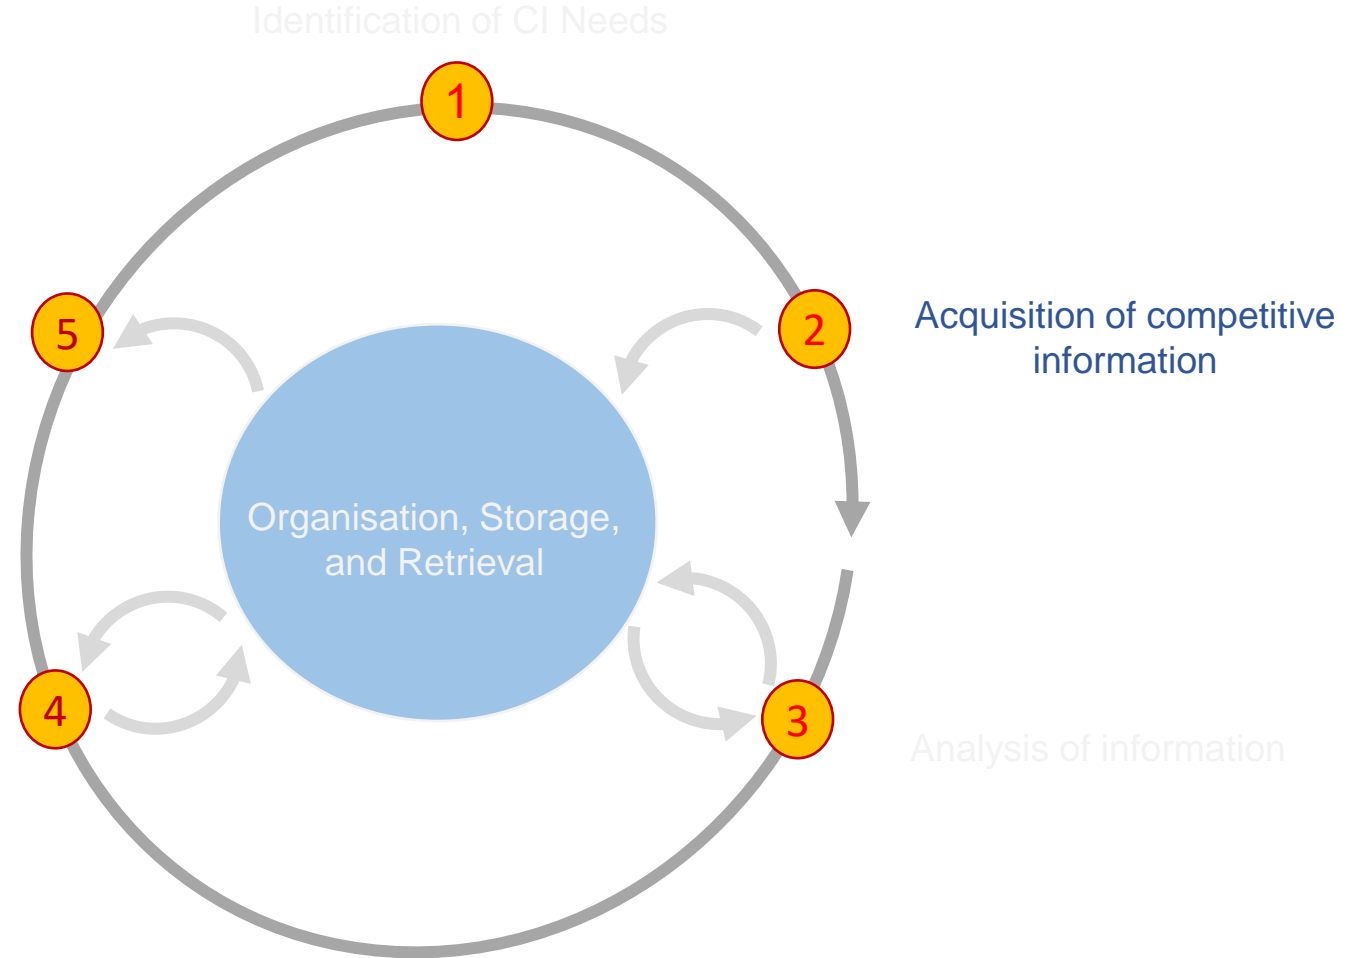 Identification of CI Needs
1
5
2
Acquisition of competitive
information
Organisation, Storage,
and Retrieval
4
3
Analysis of information